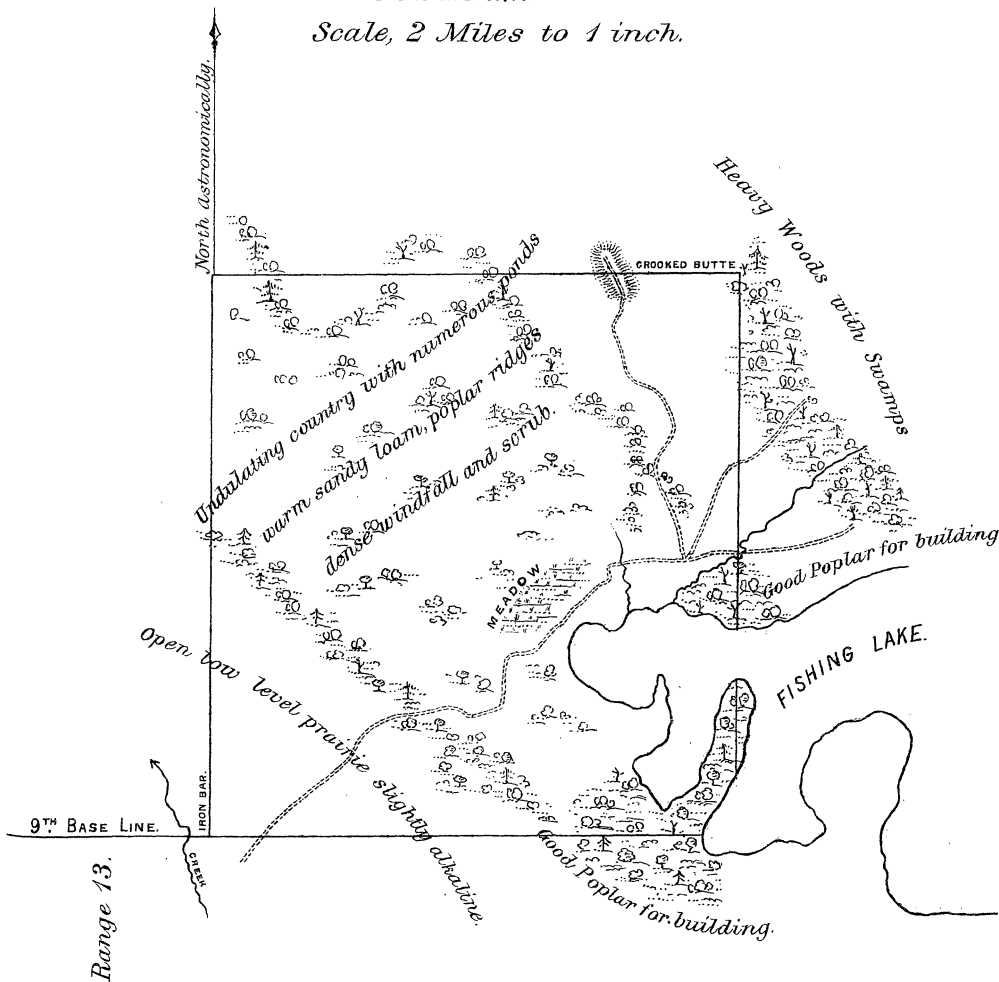 Scale, 2 Miles to 1 inch.
North astronomically.
Heavy Woods with Swamps
CROOKED BUTTE
Undulating country with numerous ponds
warm sandy loam, poplar ridges
dense windfall and scrub.
MEADOW
Good Poplar for building
FISHING LAKE.
Open low level prairie slightly alkaline.
IRON BAR.
9TH. BASE LINE.
CREEK
Good Poplar for building.
Range 13.